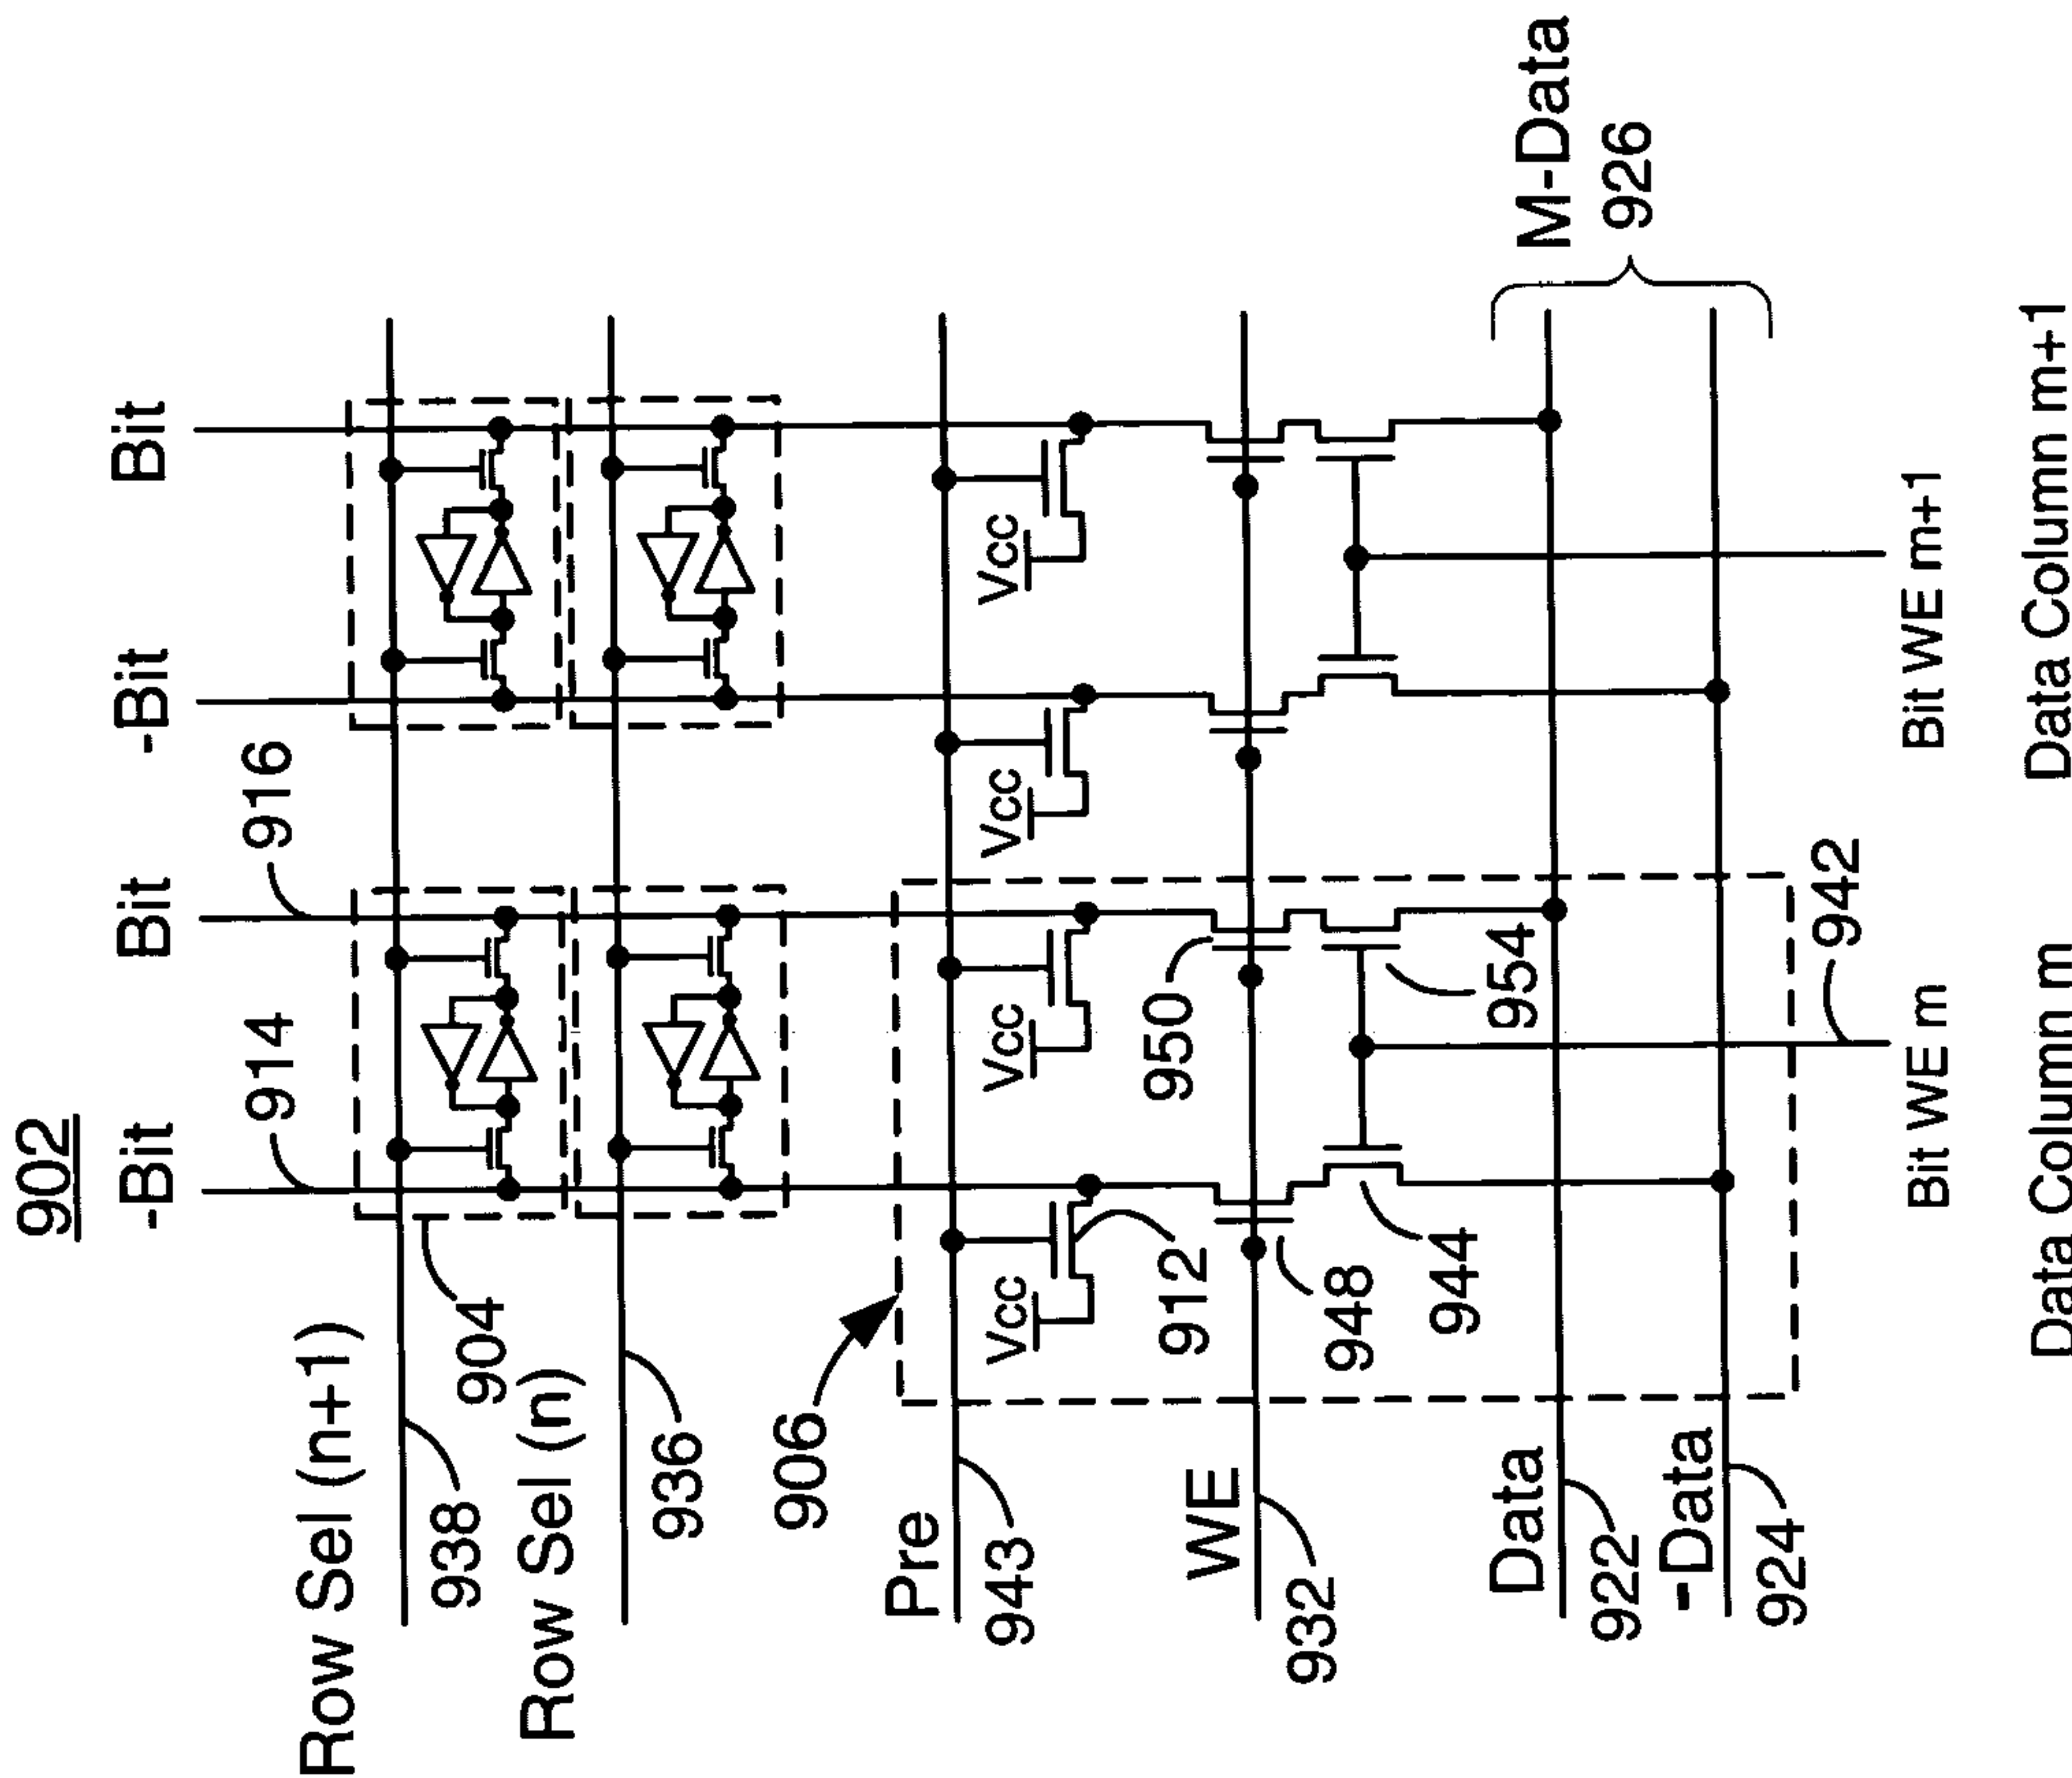 902
-Bit
914
Bit
916
-Bit
Bit
Row Sel (n+1)
938
904
Row Sel (n)
936
906
Pre
943
Vcc
Vcc
Vcc
Vcc
912
WE
932
948
950
944
954
Data
922
-Data
924
M-Data
926
942
Bit WE m
Bit WE m+1
Data Column m
Data Column m+1